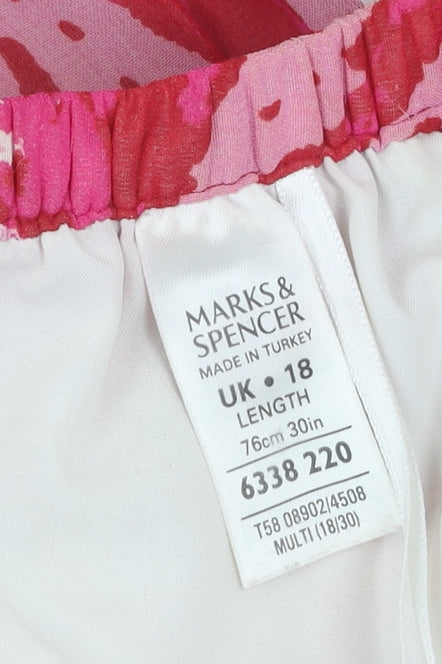 MARKS &
SPENCER
MADE IN TURKEY
UK • 18
LENGTH
76cm 30in
6338 220
T58 08902/4508
MULTI (18/30)